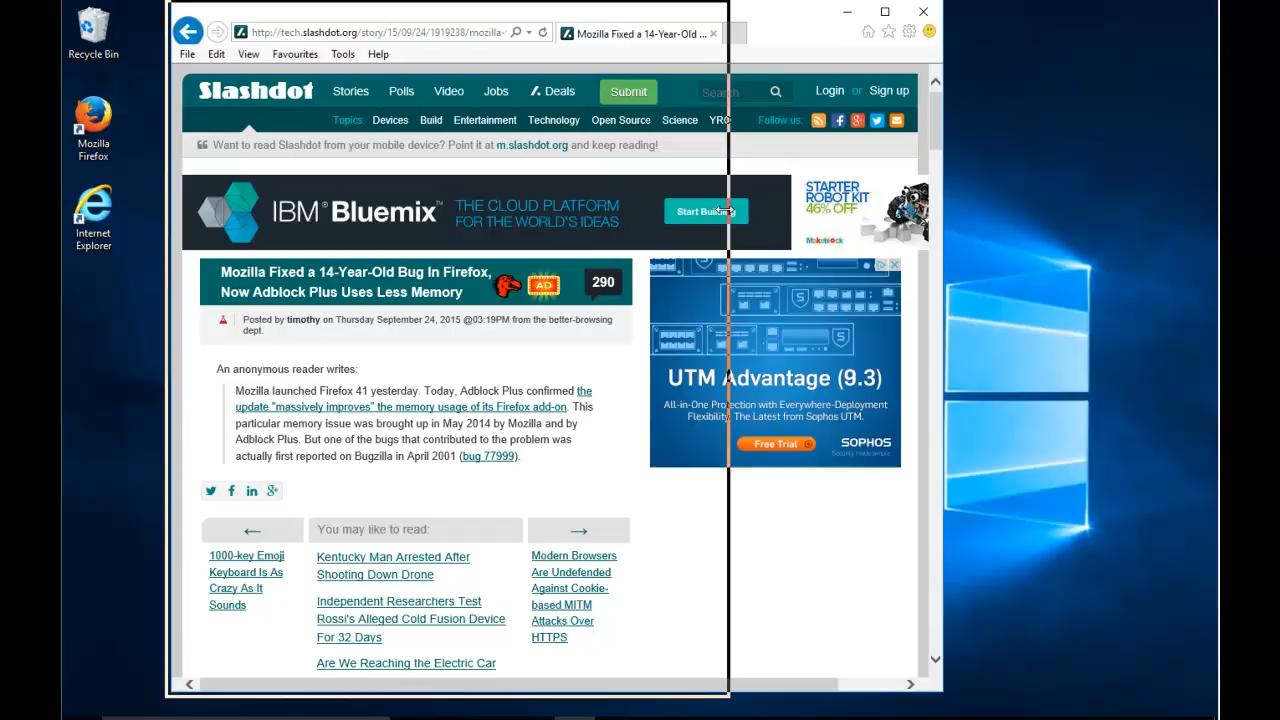 Recycle Bin
Mozilla
Firefox
Internet
Explorer
http://tech.slashdot.org/story/15/09/24/1919238/mozilla-
Mozilla Fixed a 14-Year-Old ...
File Edit View Favourites Tools Help
Slashdot Stories Polls Video Jobs Deals Submit Search Login or Sign up
Topics: Devices Build Entertainment Technology Open Source Science YRO Follow us:
Want to read Slashdot from your mobile device? Point it at m.slashdot.org and keep reading!
IBM® Bluemix™ THE CLOUD PLATFORM
FOR THE WORLD'S IDEAS
Start Building
STARTER
ROBOT KIT
46% OFF
Makeblock
Mozilla Fixed a 14-Year-Old Bug In Firefox,
Now Adblock Plus Uses Less Memory
AD
290
Posted by timothy on Thursday September 24, 2015 @03:19PM from the better-browsing
dept.
An anonymous reader writes:
Mozilla launched Firefox 41 yesterday. Today, Adblock Plus confirmed the
update "massively improves" the memory usage of its Firefox add-on. This
particular memory issue was brought up in May 2014 by Mozilla and by
Adblock Plus. But one of the bugs that contributed to the problem was
actually first reported on Bugzilla in April 2001 (bug 77999).
UTM Advantage (9.3)
All-in-One Protection with Everywhere-Deployment
Flexibility. The Latest from Sophos UTM.
Free Trial
SOPHOS
Security made simple.
You may like to read:
1000-key Emoji
Keyboard Is As
Crazy As It
Sounds
Kentucky Man Arrested After
Shooting Down Drone
Independent Researchers Test
Rossi's Alleged Cold Fusion Device
For 32 Days
Are We Reaching the Electric Car
Modern Browsers
Are Undefended
Against Cookie-
based MITM
Attacks Over
HTTPS